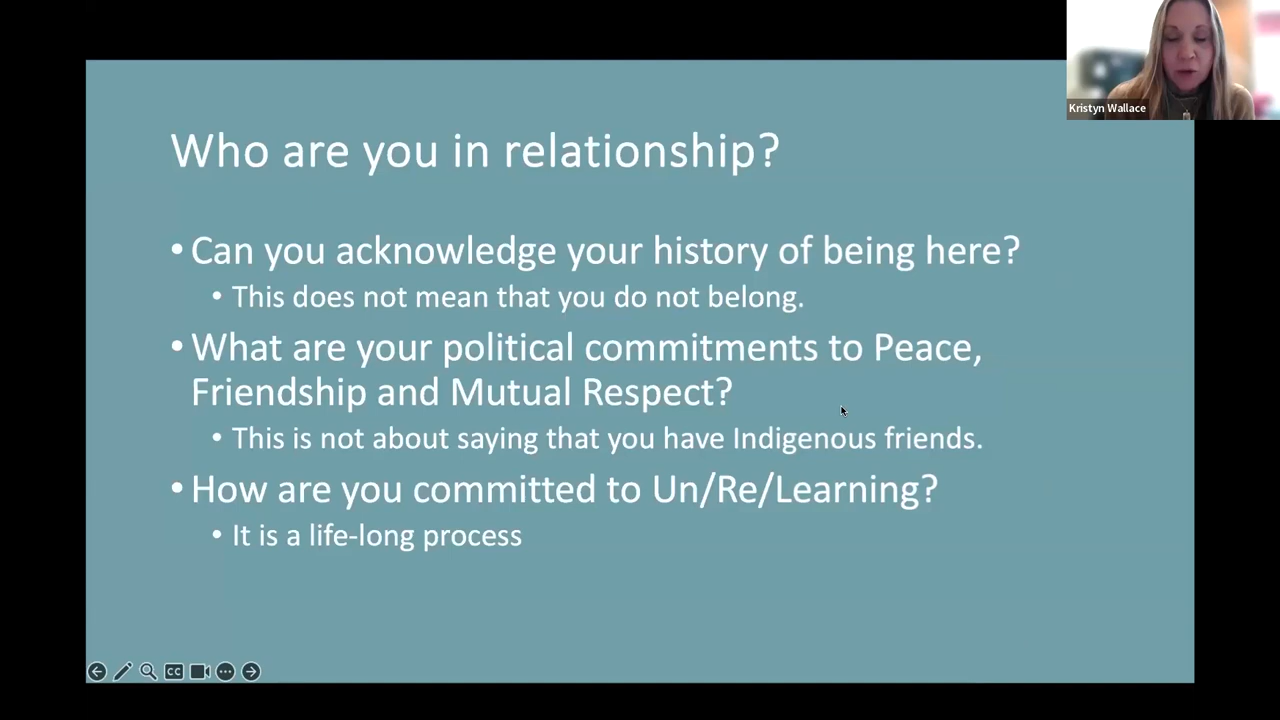 Kristyn Wallace
Who are you in relationship?
• Can you acknowledge your history of being here?
• This does not mean that you do not belong.
• What are your political commitments to Peace,
Friendship and Mutual Respect?
• This is not about saying that you have Indigenous friends.
• How are you committed to Un/Re/Learning?
• It is a life-long process
CC